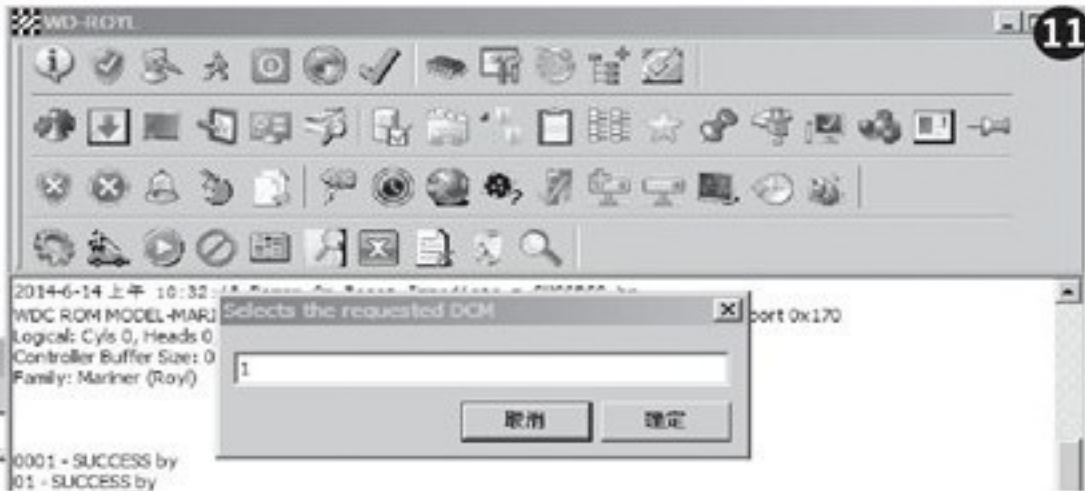 WD-ROYL
11
2014-6-14 上午 10:32:
Selects the requested DCM
WDC ROM MODEL-MARI
port 0x170
Logical: Cyls 0, Heads 0
Controller Buffer Size: 0
Family: Mariner (Royl)
1
取消
確定
0001 - SUCCESS by
01 - SUCCESS by